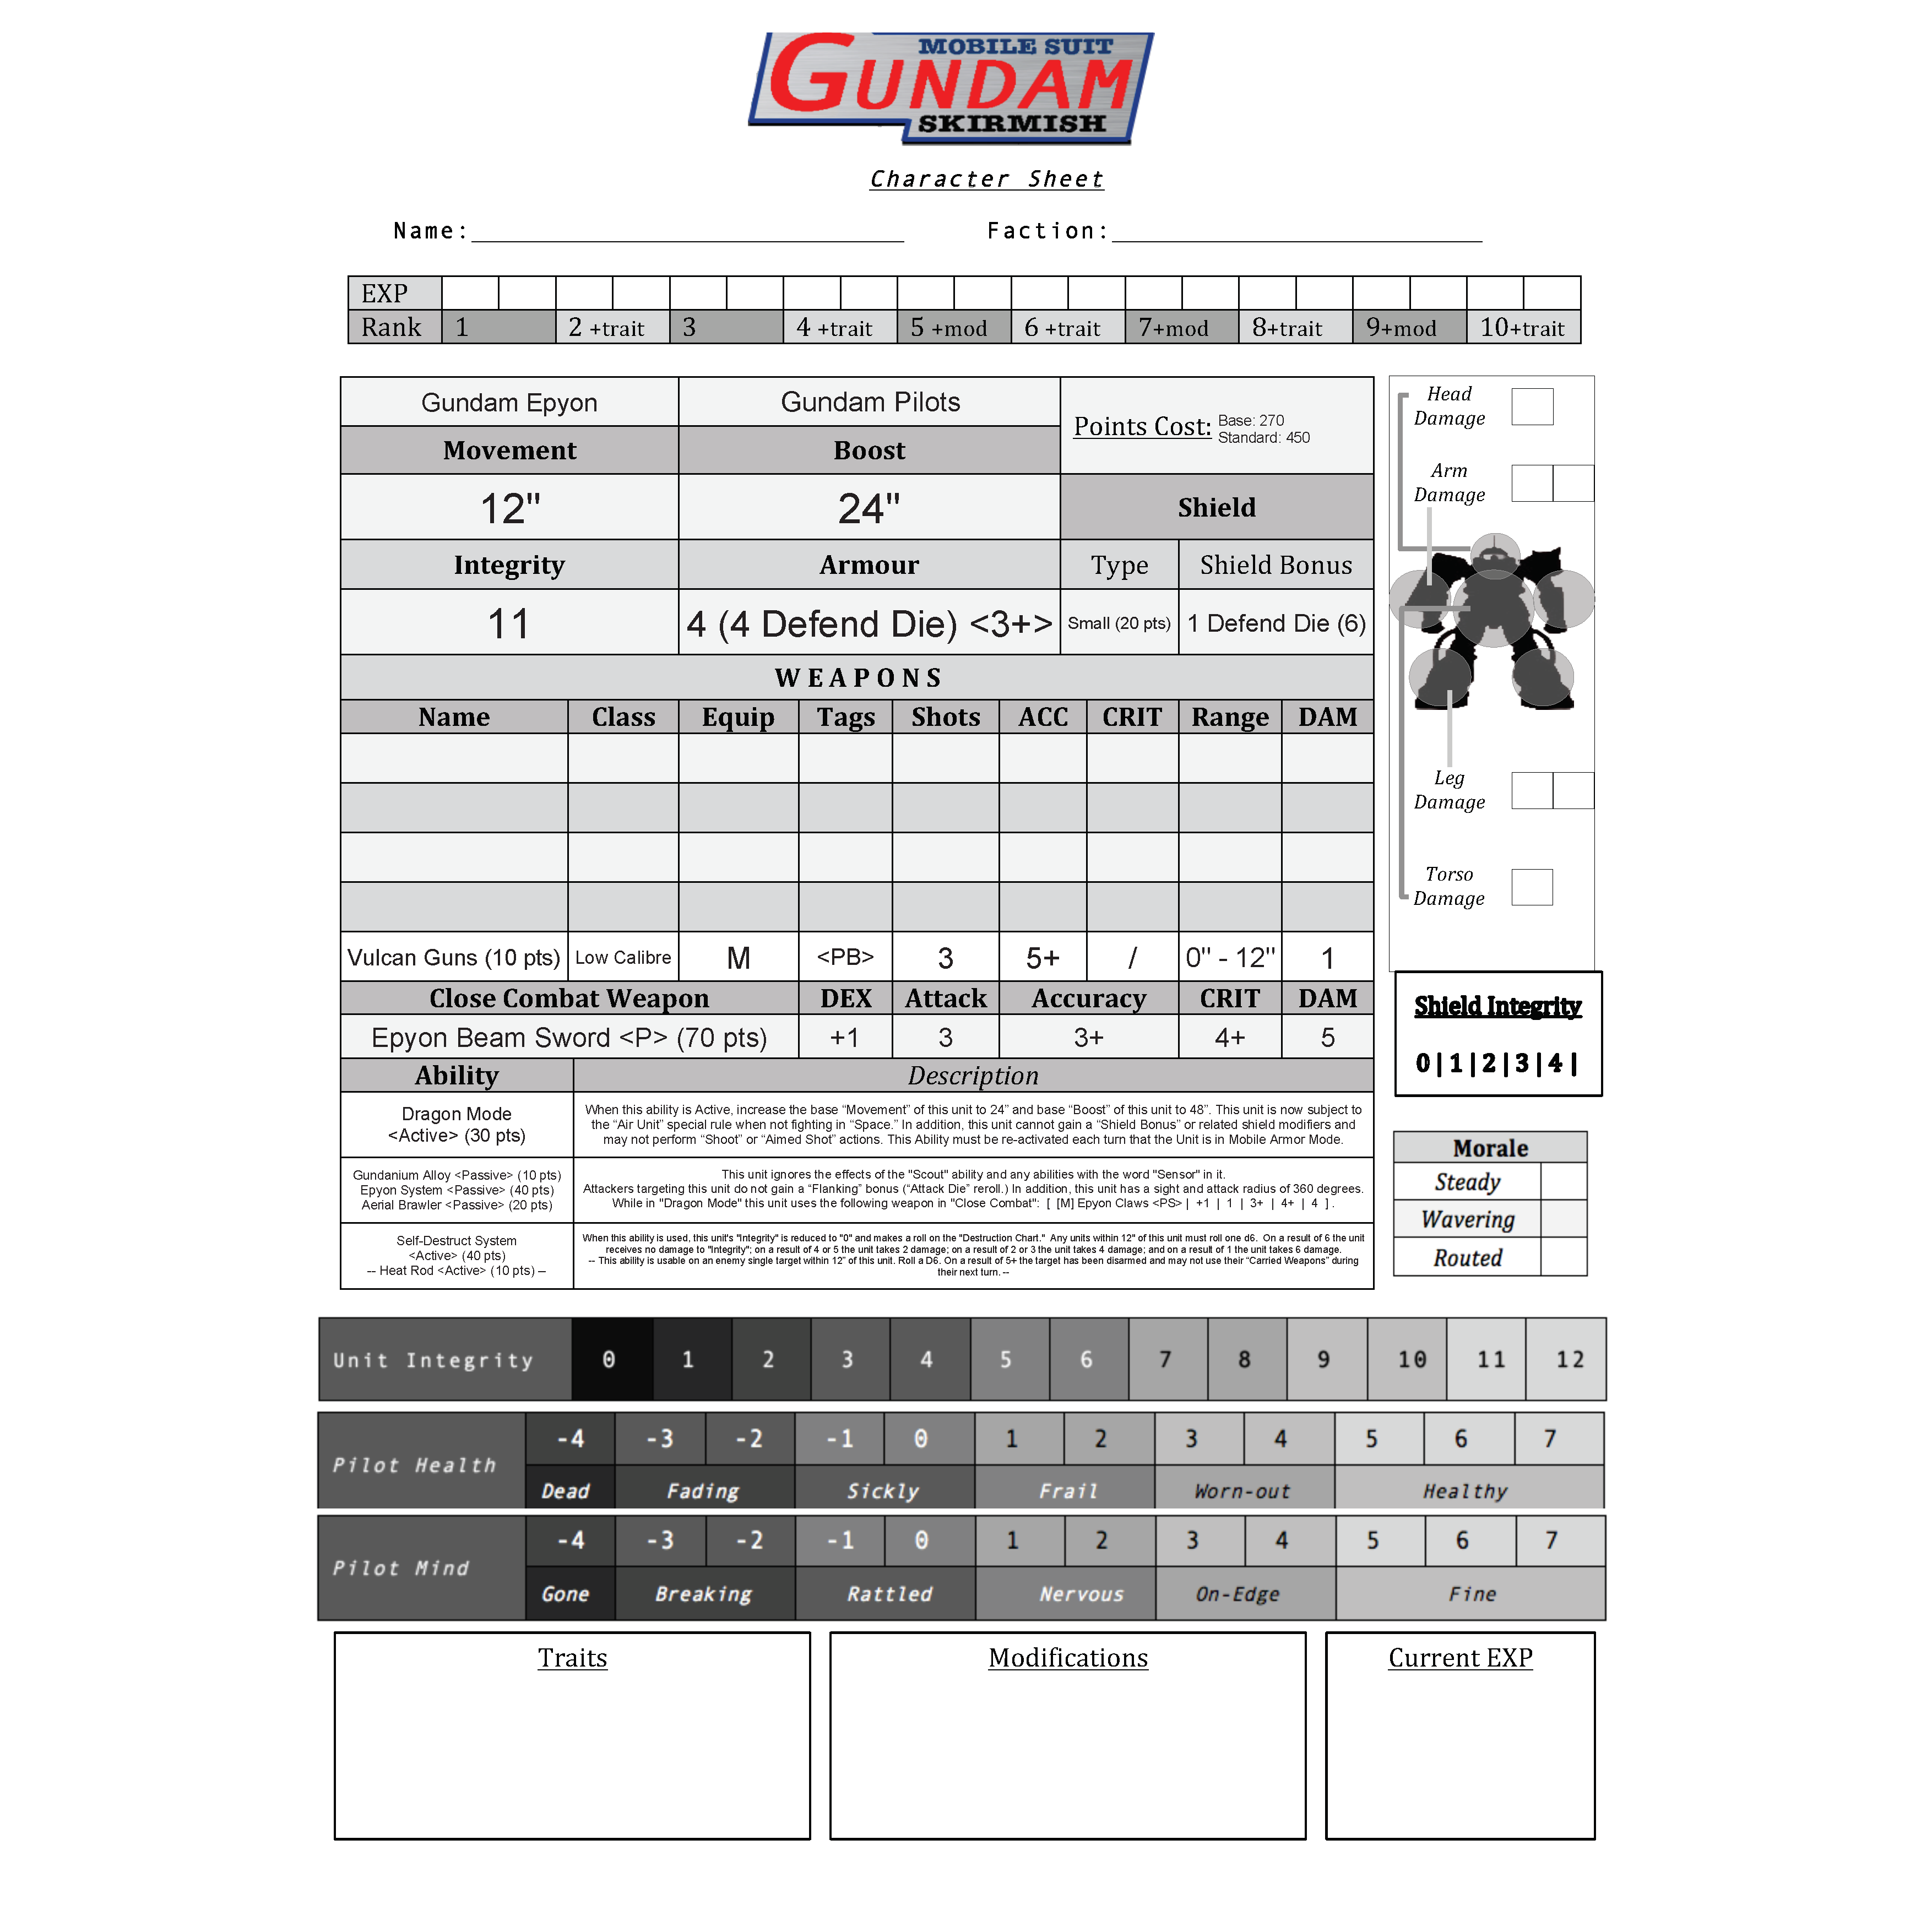 MOBILE SUIT
GUNDAM
SKIRMISH
Character Sheet
Name: Faction:
EXP
Rank 1 2 +trait 3 4 +trait 5 +mod 6 +trait 7+mod 8+trait 9+mod 10+trait
Gundam Epyon Gundam Pilots Points Cost: Base: 270
Standard: 450
Movement Boost
12" 24" Shield
Integrity Armour Type Shield Bonus
11 4 (4 Defend Die) <3+> Small (20 pts) 1 Defend Die (6)
WEAPONS
Name Class Equip Tags Shots ACC CRIT Range DAM
Vulcan Guns (10 pts) Low Calibre M <PB> 3 5+ / 0" - 12" 1
Close Combat Weapon DEX Attack Accuracy CRIT DAM
Epyon Beam Sword <P> (70 pts) +1 3 3+ 4+ 5
Ability Description
Dragon Mode
<Active> (30 pts)
When this ability is Active, increase the base “Movement” of this unit to 24” and base “Boost” of this unit to 48”. This unit is now subject to
the “Air Unit” special rule when not fighting in “Space.” In addition, this unit cannot gain a “Shield Bonus” or related shield modifiers and
may not perform “Shoot” or “Aimed Shot” actions. This Ability must be re-activated each turn that the Unit is in Mobile Armor Mode.
Gundanium Alloy <Passive> (10 pts)
Epyon System <Passive> (40 pts)
Aerial Brawler <Passive> (20 pts)
This unit ignores the effects of the "Scout" ability and any abilities with the word "Sensor" in it.
Attackers targeting this unit do not gain a “Flanking” bonus (“Attack Die” reroll.) In addition, this unit has a sight and attack radius of 360 degrees.
While in "Dragon Mode" this unit uses the following weapon in "Close Combat": [ [M] Epyon Claws <PS> | +1 | 1 | 3+ | 4+ | 4 ] .
Self-Destruct System
<Active> (40 pts)
-- Heat Rod <Active> (10 pts) –
When this ability is used, this unit's "Integrity" is reduced to "0" and makes a roll on the "Destruction Chart." Any units within 12" of this unit must roll one d6. On a result of 6 the unit
receives no damage to "Integrity"; on a result of 4 or 5 the unit takes 2 damage; on a result of 2 or 3 the unit takes 4 damage; and on a result of 1 the unit takes 6 damage.
-- This ability is usable on an enemy single target within 12” of this unit. Roll a D6. On a result of 5+ the target has been disarmed and may not use their “Carried Weapons” during
their next turn. --
Head
Damage
Arm
Damage
Leg
Damage
Torso
Damage
Shield Integrity
0 | 1 | 2 | 3 | 4 |
Morale
Steady
Wavering
Routed
Unit Integrity 0 1 2 3 4 5 6 7 8 9 10 11 12
Pilot Health -4 -3 -2 -1 0 1 2 3 4 5 6 7
Dead Fading Sickly Frail Worn-out Healthy
Pilot Mind -4 -3 -2 -1 0 1 2 3 4 5 6 7
Gone Breaking Rattled Nervous On-Edge Fine
Traits Modifications Current EXP